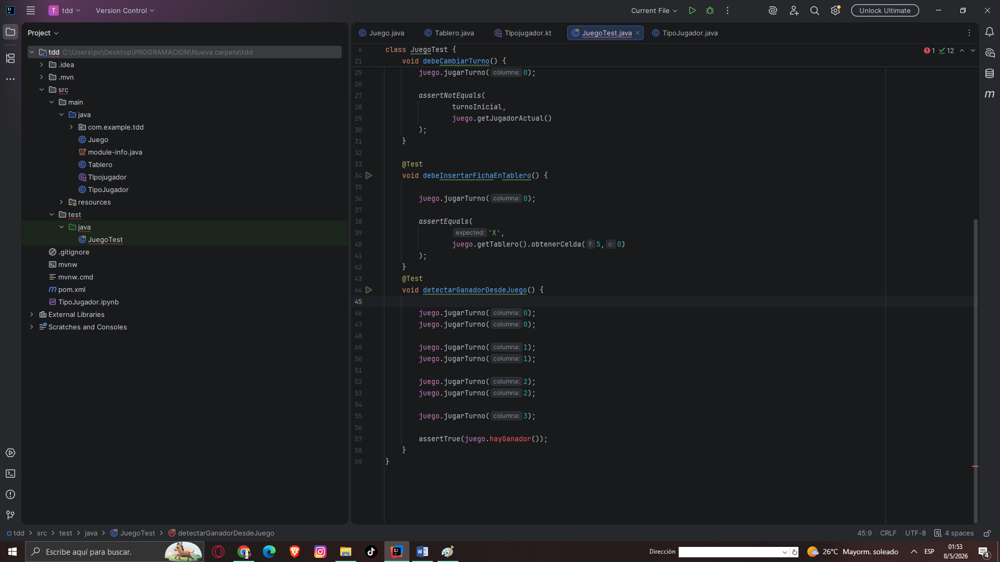 T tdd
Version Control
Current File
Unlock Ultimate
Project
Juego.java
Tablero.java
TIpojugador.kt
JuegoTest.java
TipoJugador.java
tdd C:\Users\pc\Desktop\PROGRAMACION\Nueva carpeta\tdd
.idea
.mvn
src
main
java
com.example.tdd
Juego
module-info.java
Tablero
TIpojugador
TipoJugador
resources
test
java
JuegoTest
.gitignore
mvnw
mvnw.cmd
m pom.xml
TipoJugador.ipynb
External Libraries
Scratches and Consoles
1 12
6 class JuegoTest {
21 void debeCambiarTurno() {
25 juego.jugarTurno( columna: 0);
26
27 assertNotEquals(
28 turnoInicial,
29 juego.getJugadorActual()
30 );
31 }
32
33 @Test
34 void debeInsertarFichaEnTablero() {
35
36 juego.jugarTurno( columna: 0);
37
38 assertEquals(
39 expected: 'X',
40 juego.getTablero().obtenerCelda( f: 5, c: 0)
41 );
42 }
43 @Test
44 void detectarGanadorDesdeJuego() {
45
46 juego.jugarTurno( columna: 0);
47 juego.jugarTurno( columna: 0);
48
49 juego.jugarTurno( columna: 1);
50 juego.jugarTurno( columna: 1);
51
52 juego.jugarTurno( columna: 2);
53 juego.jugarTurno( columna: 2);
54
55 juego.jugarTurno( columna: 3);
56
57 assertTrue(juego.hayGanador());
58 }
59 }
m
tdd > src > test > java > JuegoTest > detectarGanadorDesdeJuego
45:9 CRLF UTF-8 4 spaces
Escribe aquí para buscar.
Dirección
26°C Mayorm. soleado
ESP
01:53
8/5/2026
4